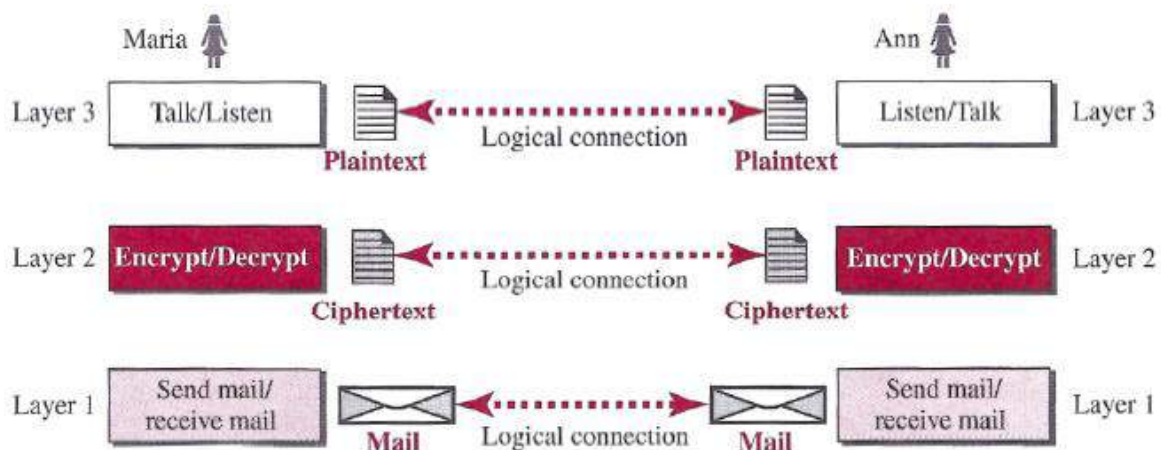 Maria Ann
Layer 3 Talk/Listen Listen/Talk Layer 3
Logical connection
Plaintext Plaintext
Layer 2 Encrypt/Decrypt Encrypt/Decrypt Layer 2
Logical connection
Ciphertext Ciphertext
Layer 1 Send mail/ Send mail/ Layer 1
receive mail receive mail
Mail Logical connection Mail